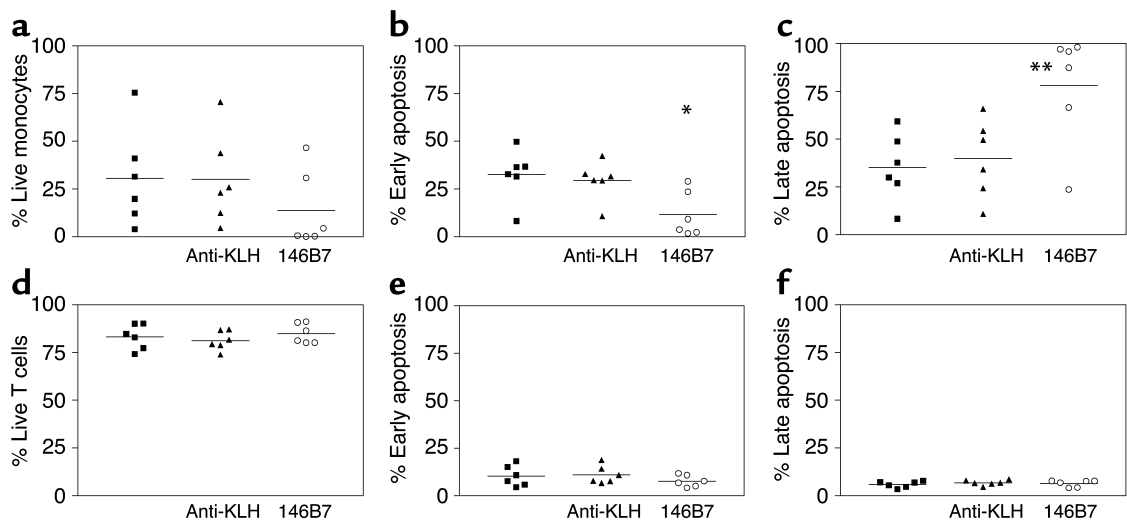 a
% Live monocytes
100
75
50
25
0
Anti-KLH 146B7
b
% Early apoptosis
100
75
50
25
0
*
Anti-KLH 146B7
c
% Late apoptosis
100
75
50
25
0
**
Anti-KLH 146B7
d
% Live T cells
100
75
50
25
0
Anti-KLH 146B7
e
% Early apoptosis
100
75
50
25
0
Anti-KLH 146B7
f
% Late apoptosis
100
75
50
25
0
Anti-KLH 146B7